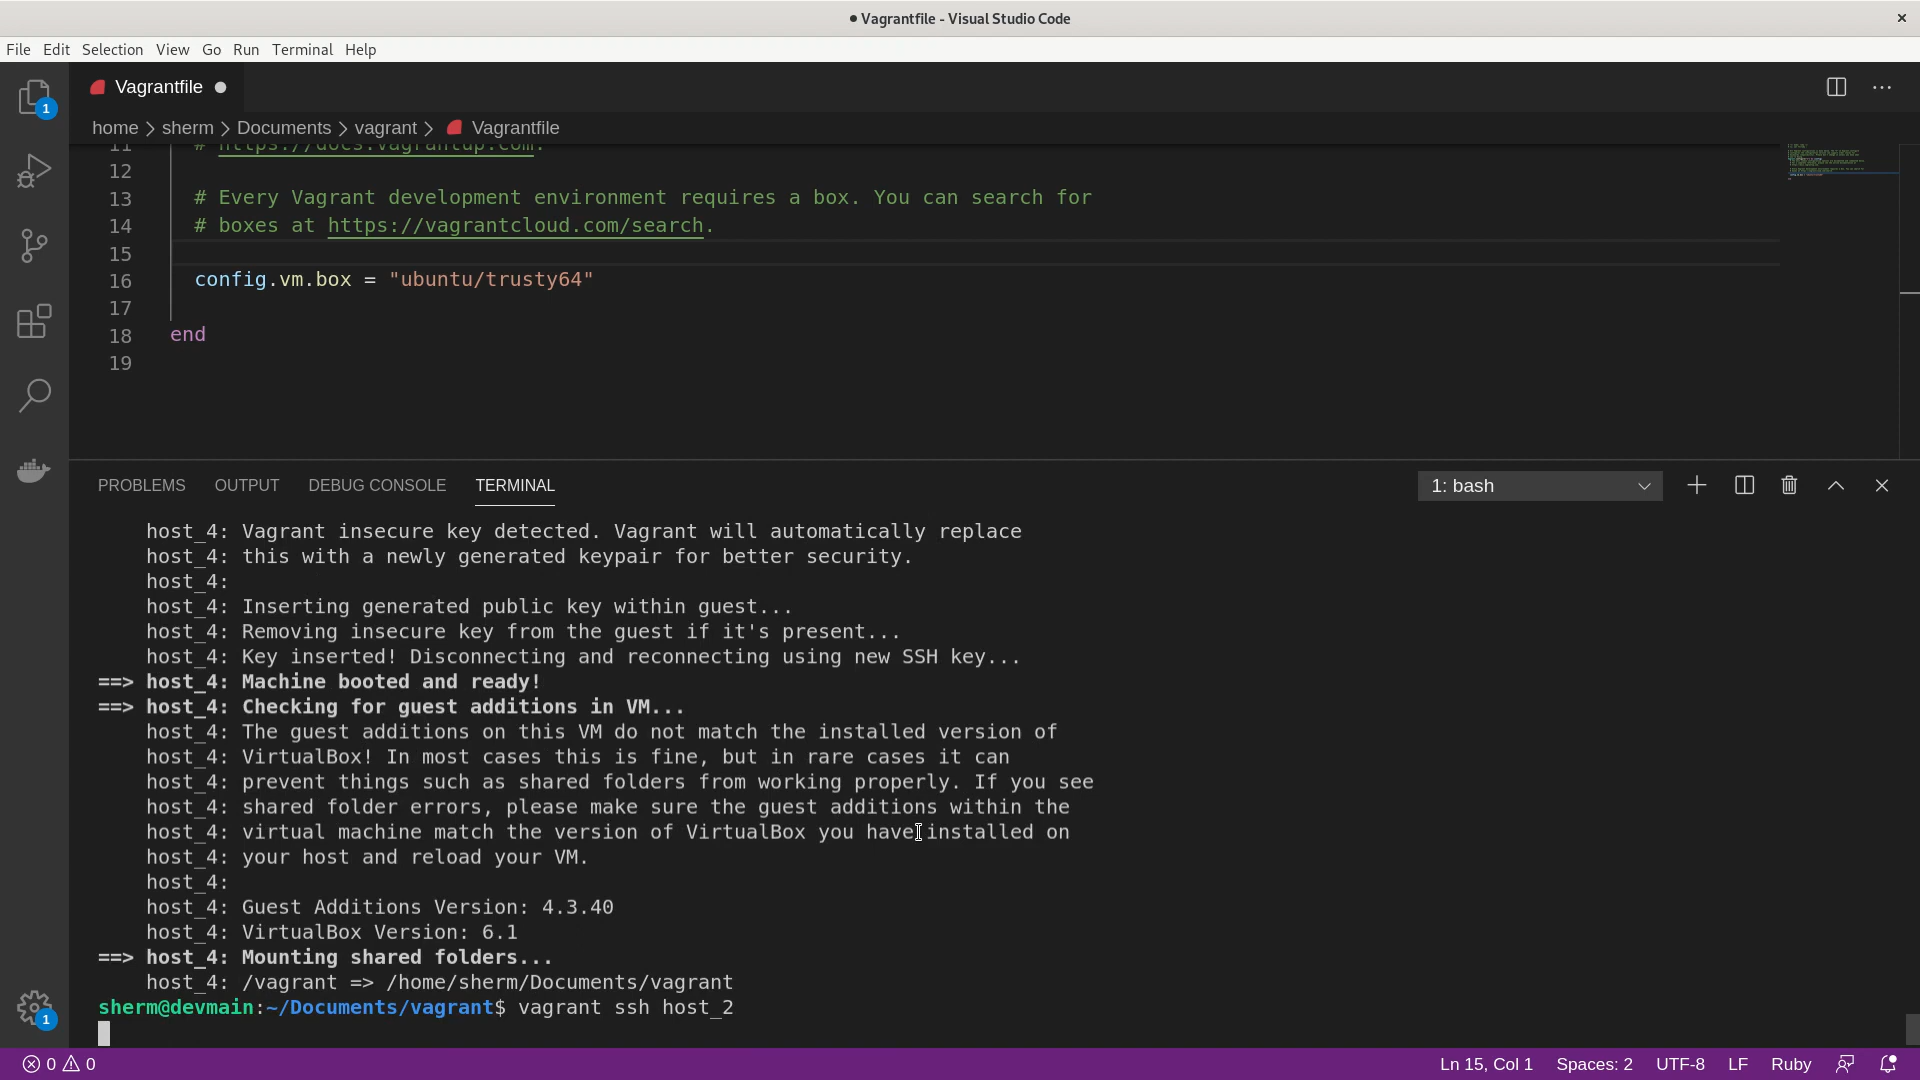 ● Vagrantfile - Visual Studio Code
File Edit Selection View Go Run Terminal Help
Vagrantfile
1
home > sherm > Documents > vagrant > Vagrantfile
11 # https://docs.vagrantup.com.
12
13 # Every Vagrant development environment requires a box. You can search for
14 # boxes at https://vagrantcloud.com/search.
15
16 config.vm.box = "ubuntu/trusty64"
17
18 end
19
PROBLEMS OUTPUT DEBUG CONSOLE TERMINAL 1: bash
host_4: Vagrant insecure key detected. Vagrant will automatically replace
host_4: this with a newly generated keypair for better security.
host_4:
host_4: Inserting generated public key within guest...
host_4: Removing insecure key from the guest if it's present...
host_4: Key inserted! Disconnecting and reconnecting using new SSH key...
==> host_4: Machine booted and ready!
==> host_4: Checking for guest additions in VM...
host_4: The guest additions on this VM do not match the installed version of
host_4: VirtualBox! In most cases this is fine, but in rare cases it can
host_4: prevent things such as shared folders from working properly. If you see
host_4: shared folder errors, please make sure the guest additions within the
host_4: virtual machine match the version of VirtualBox you have installed on
host_4: your host and reload your VM.
host_4:
host_4: Guest Additions Version: 4.3.40
host_4: VirtualBox Version: 6.1
==> host_4: Mounting shared folders...
host_4: /vagrant => /home/sherm/Documents/vagrant
sherm@devmain:~/Documents/vagrant$ vagrant ssh host_2
1
0 0 Ln 15, Col 1 Spaces: 2 UTF-8 LF Ruby